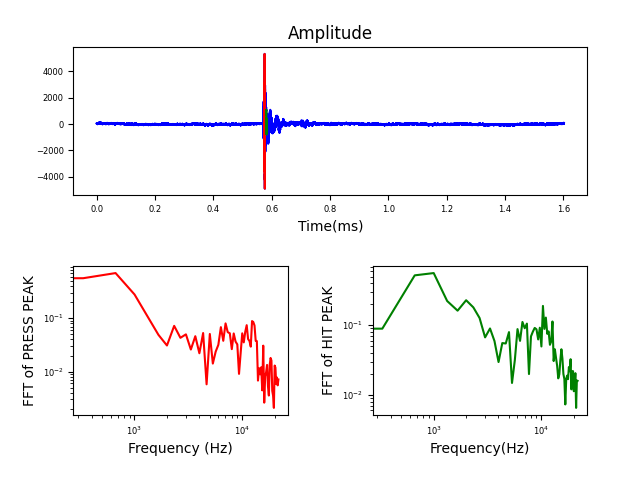 Amplitude
4000
2000
0
−2000
−4000
0.0 0.2 0.4 0.6 0.8 1.0 1.2 1.4 1.6
Time(ms)
FFT of PRESS PEAK
10⁻¹
10⁻²
10³ 10⁴
Frequency (Hz)
FFT of HIT PEAK
10⁻¹
10⁻²
10³ 10⁴
Frequency(Hz)